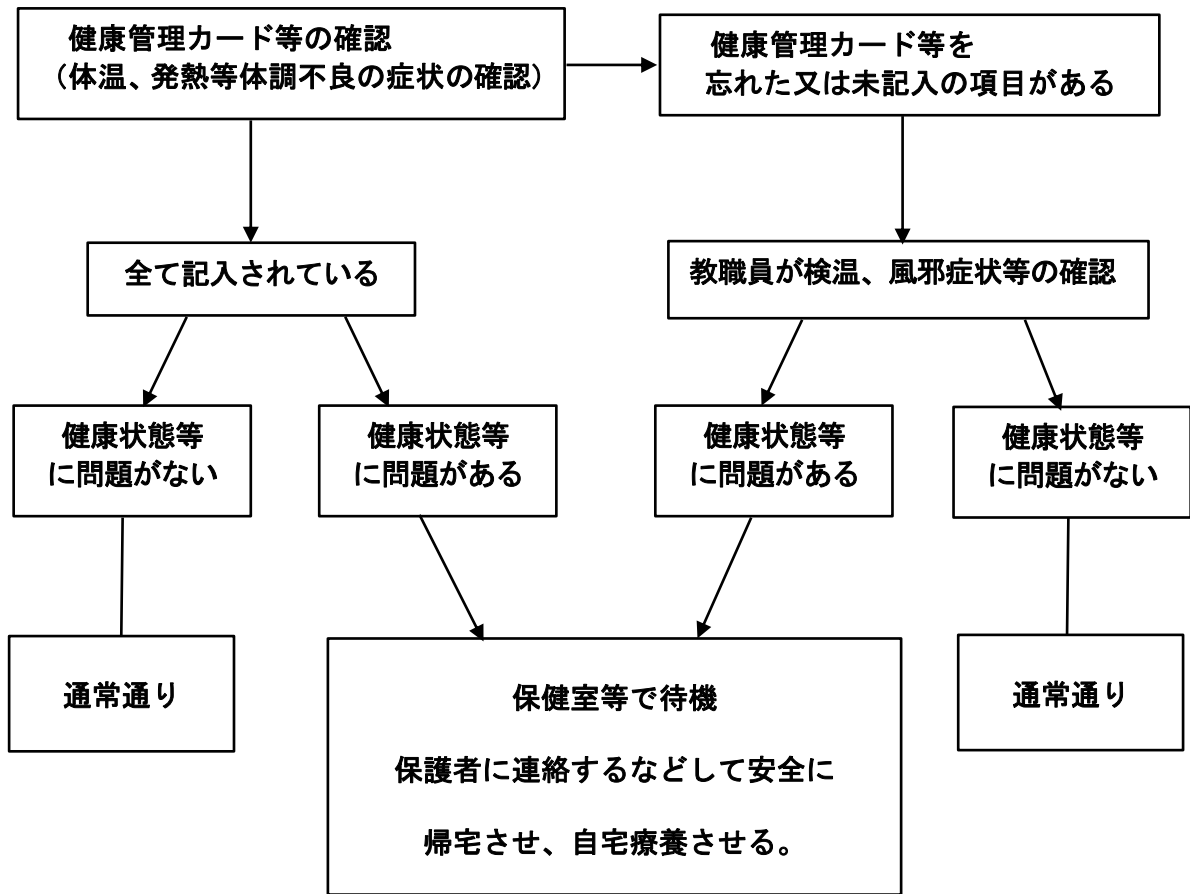 健康管理カード等の確認
（体温、発熱等体調不良の症状の確認）
健康管理カード等を
忘れた又は未記入の項目がある
全て記入されている
教職員が検温、風邪症状等の確認
健康状態等
に問題がない
健康状態等
に問題がある
健康状態等
に問題がある
健康状態等
に問題がない
通常通り
保健室等で待機
保護者に連絡するなどして安全に
帰宅させ、自宅療養させる。
通常通り